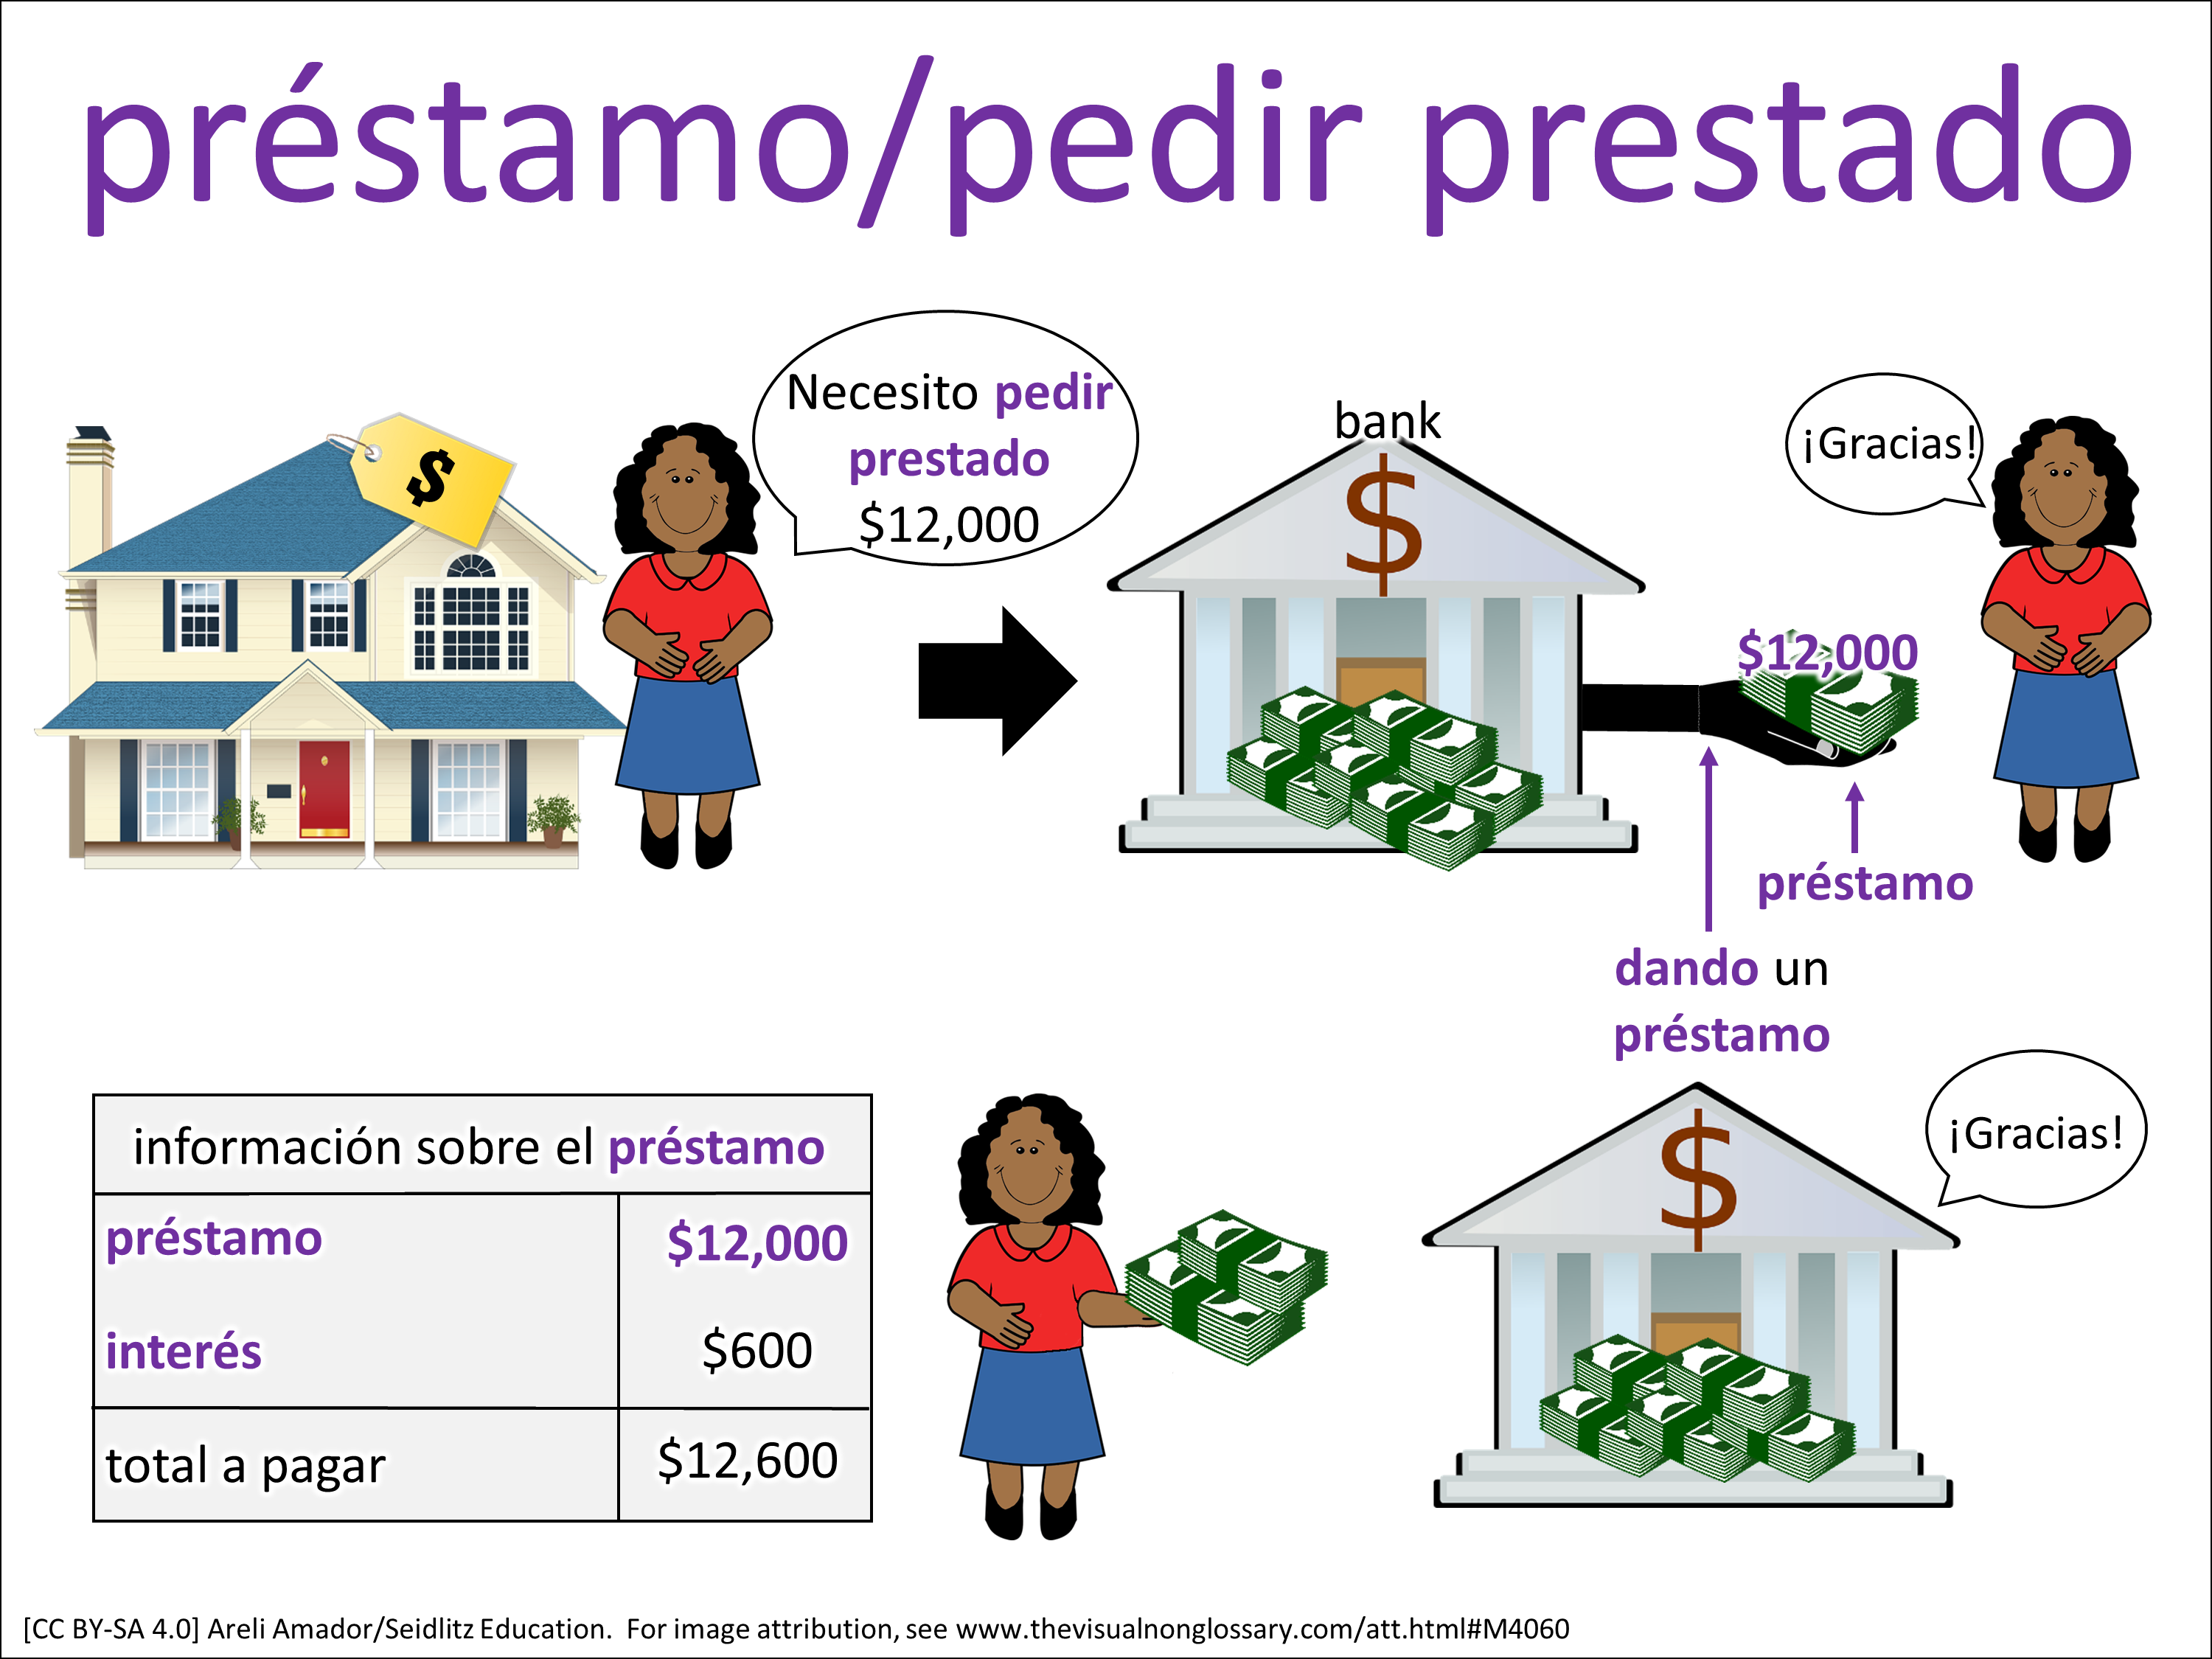 préstamo/pedir prestado
Necesito pedir
prestado
$12,000
bank
$
$
¡Gracias!
$12,000
préstamo
dando un
préstamo
información sobre el préstamo
préstamo $12,000
interés $600
total a pagar $12,600
$
¡Gracias!
[CC BY-SA 4.0] Areli Amador/Seidlitz Education. For image attribution, see www.thevisualnonglossary.com/att.html#M4060